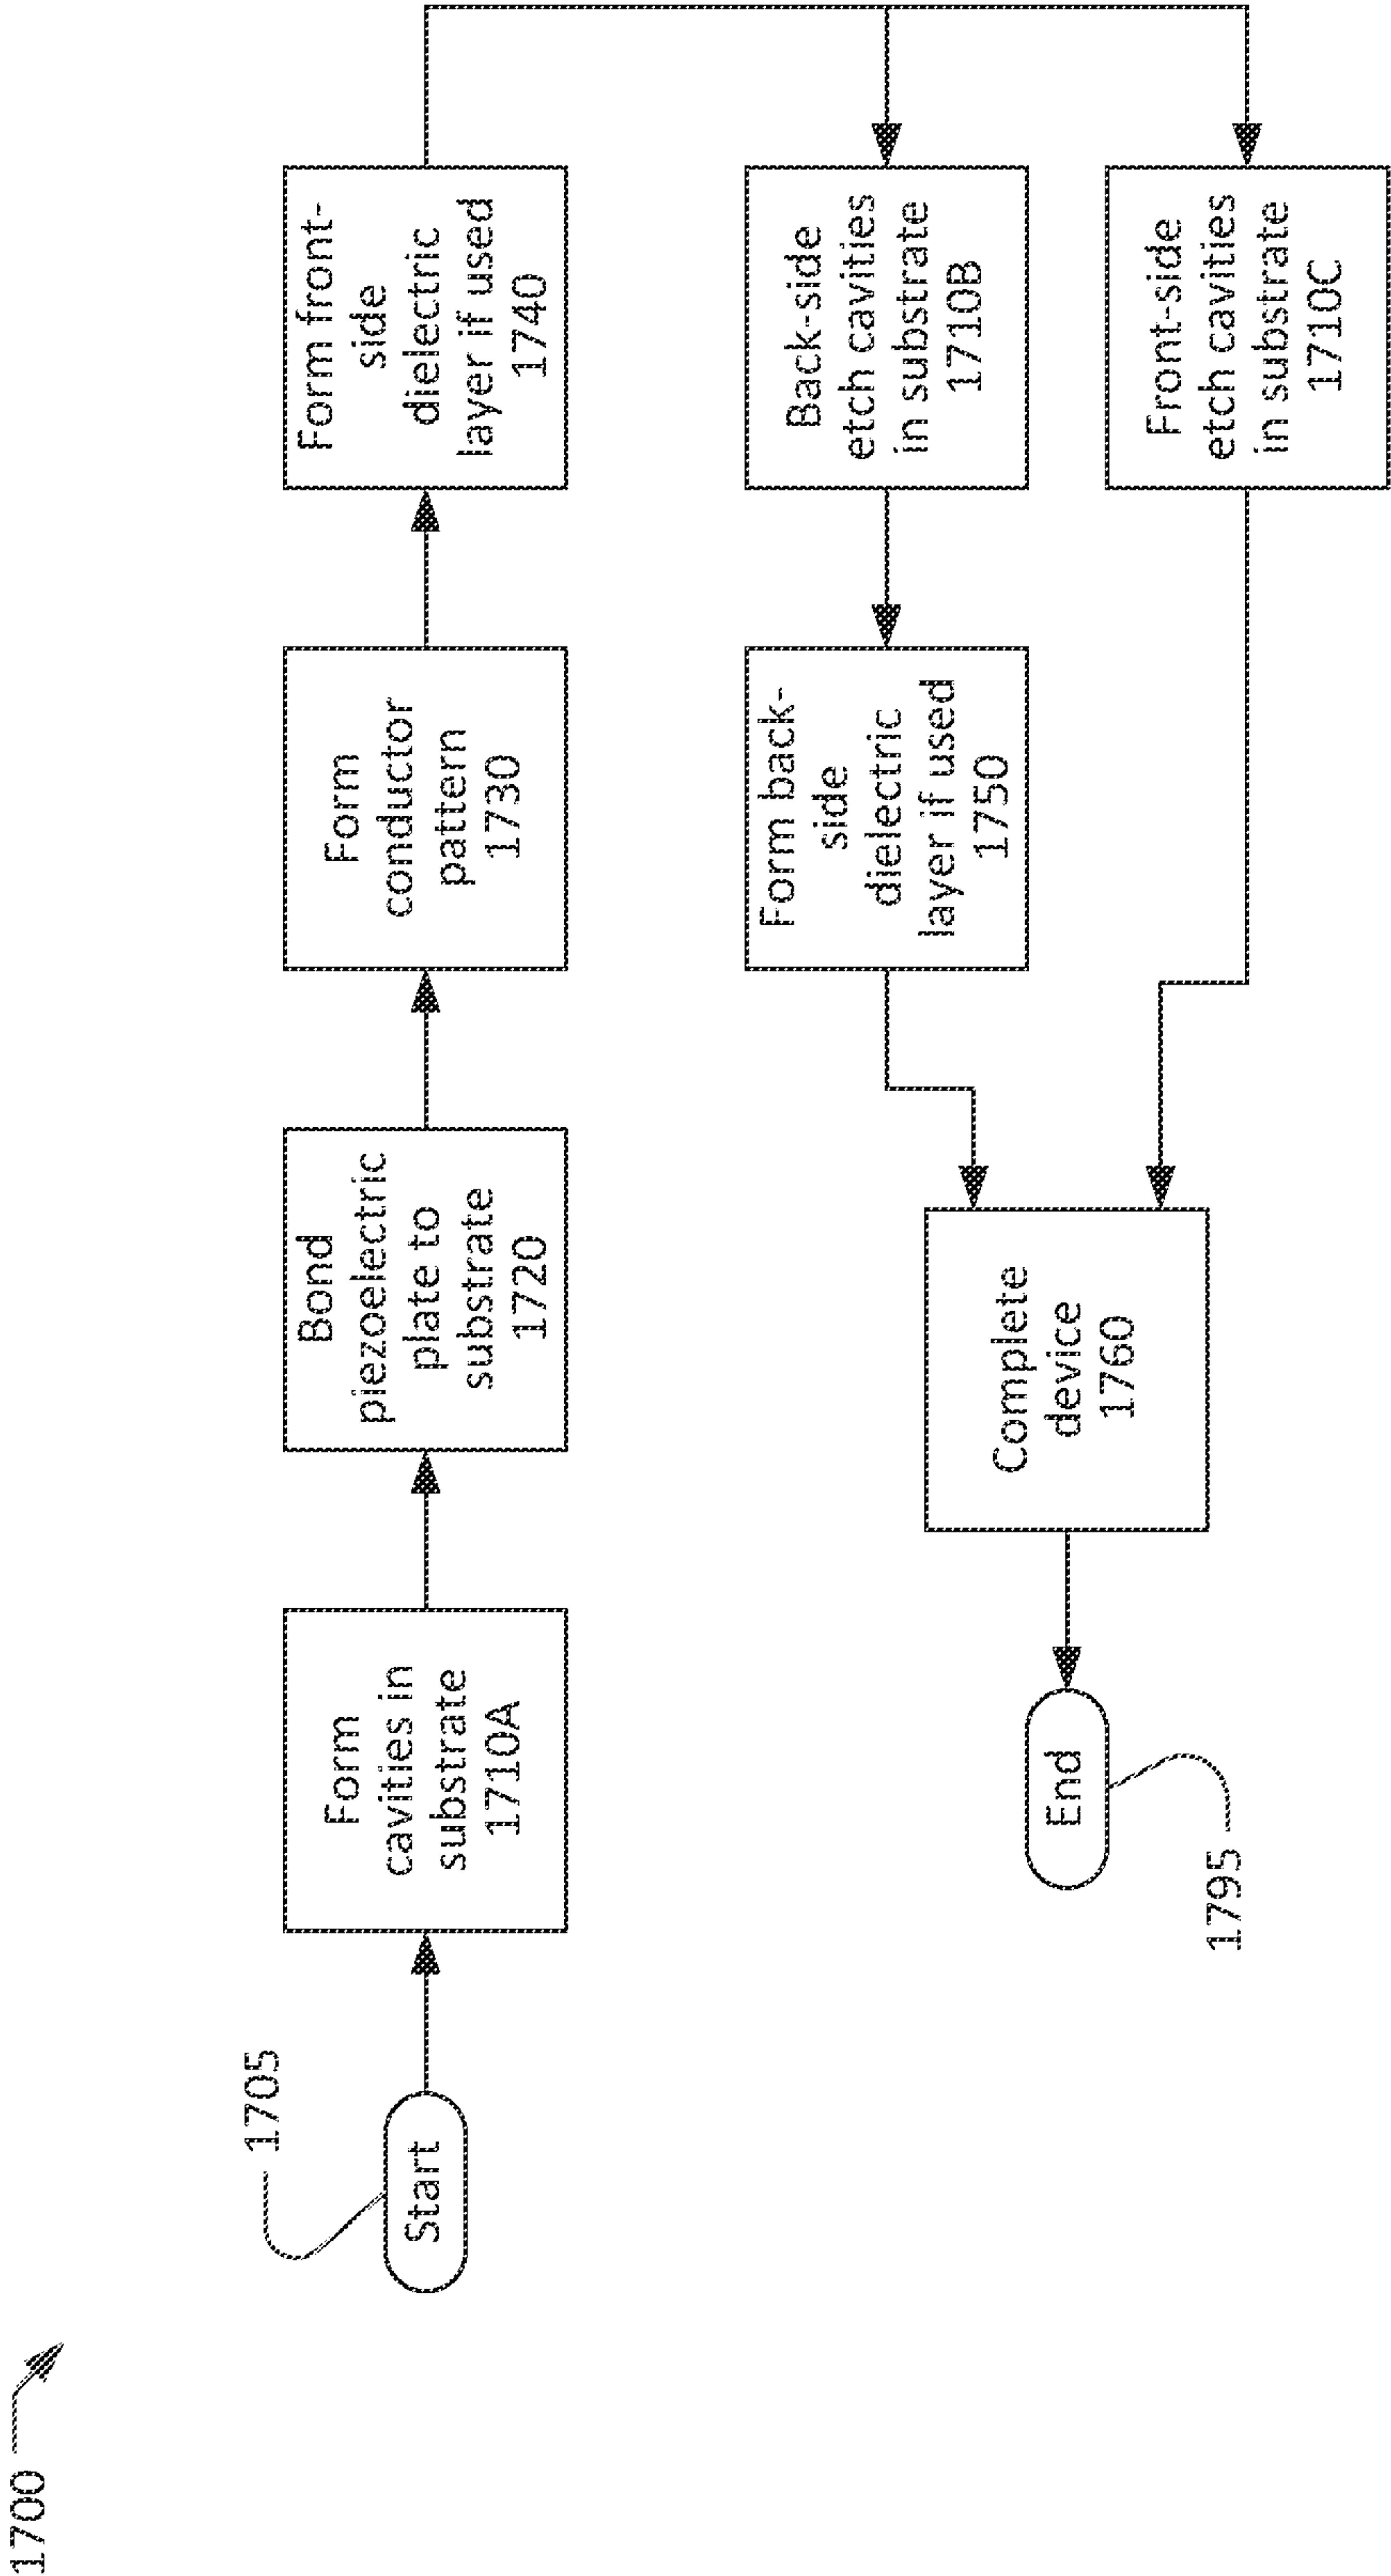 1700
1705
Start
Form
cavities in
substrate
1710A
Bond
piezoelectric
plate to
substrate
1720
Form
conductor
pattern
1730
Form front-
side
dielectric
layer if used
1740
Back-side
etch cavities
in substrate
1710B
Form back-
side
dielectric
layer if used
1750
Front-side
etch cavities
in substrate
1710C
Complete
device
1760
End
1795